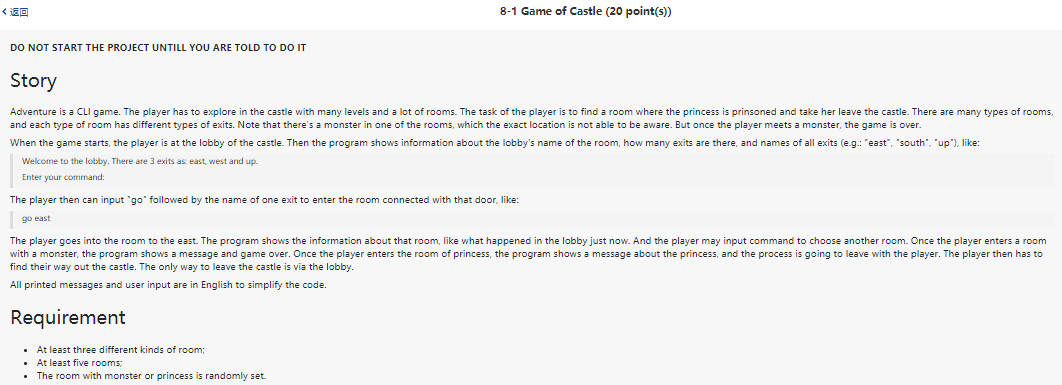 返回
8-1 Game of Castle (20 point(s))
DO NOT START THE PROJECT UNTILL YOU ARE TOLD TO DO IT
Story
Adventure is a CLI game. The player has to explore in the castle with many levels and a lot of rooms. The task of the player is to find a room where the princess is prinsoned and take her leave the castle. There are many types of rooms,
and each type of room has different types of exits. Note that there's a monster in one of the rooms, which the exact location is not able to be aware. But once the player meets a monster, the game is over.
When the game starts, the player is at the lobby of the castle. Then the program shows information about the lobby's name of the room, how many exits are there, and names of all exits (e.g.: "east", "south", "up"), like:
Welcome to the lobby. There are 3 exits as: east, west and up.
Enter your command:
The player then can input "go" followed by the name of one exit to enter the room connected with that door, like:
go east
The player goes into the room to the east. The program shows the information about that room, like what happened in the lobby just now. And the player may input command to choose another room. Once the player enters a room
with a monster, the program shows a message and game over. Once the player enters the room of princess, the program shows a message about the princess, and the process is going to leave with the player. The player then has to
find their way out the castle. The only way to leave the castle is via the lobby.
All printed messages and user input are in English to simplify the code.
Requirement
• At least three different kinds of room;
• At least five rooms;
• The room with monster or princess is randomly set.